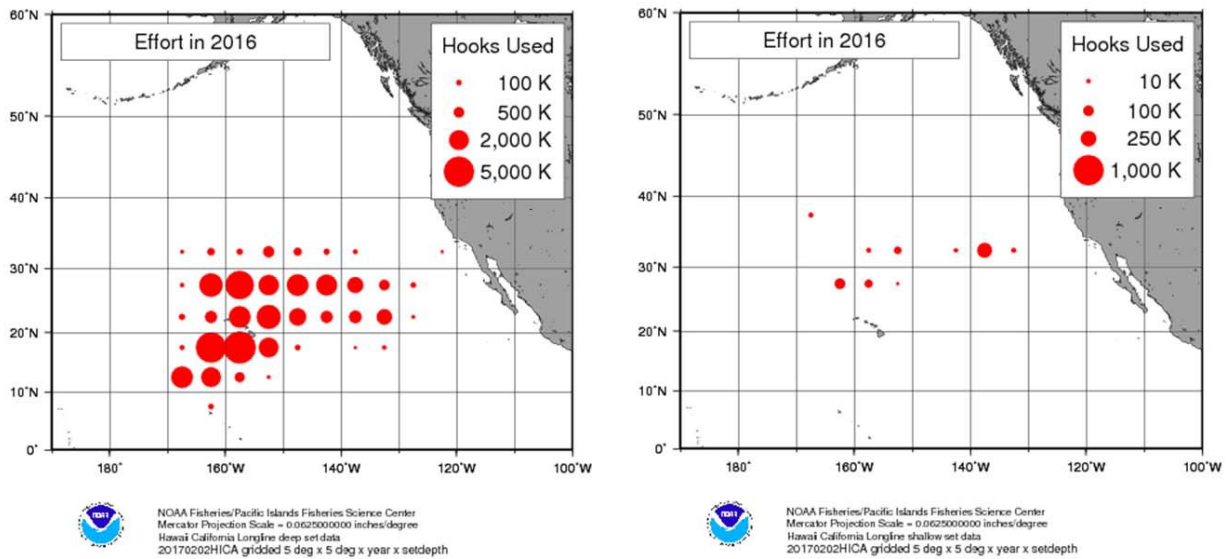 Effort in 2016
Hooks Used
100 K
500 K
2,000 K
5,000 K
60°N
50°N
40°N
30°N
20°N
10°N
0°
180°
160°W
140°W
120°W
100°W
NOAA
NOAA Fisheries/Pacific Islands Fisheries Science Center
Mercator Projection Scale = 0.0625000000 inches/degree
Hawaii California Longline deep set data
20170202HICA gridded 5 deg x 5 deg x year x setdepth
Effort in 2016
Hooks Used
10 K
100 K
250 K
1,000 K
60°N
50°N
40°N
30°N
20°N
10°N
0°
180°
160°W
140°W
120°W
100°W
NOAA
NOAA Fisheries/Pacific Islands Fisheries Science Center
Mercator Projection Scale = 0.0625000000 inches/degree
Hawaii California Longline shallow set data
20170202HICA gridded 5 deg x 5 deg x year x setdepth